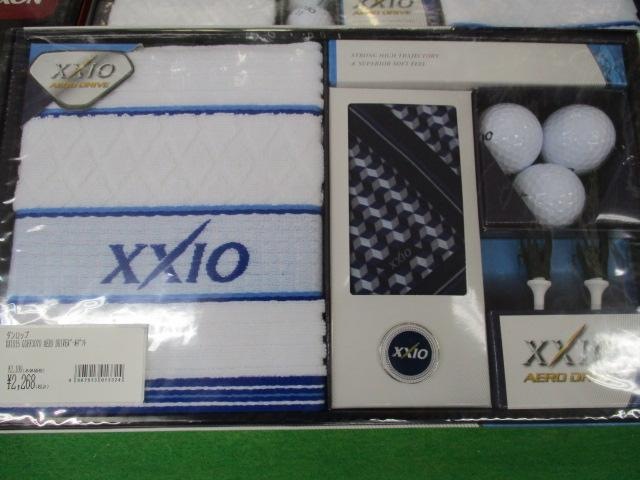 XXIO
AERO DRIVE
STRONG HIGH TRAJECTORY
& SUPERIOR SOFT FEEL
XXIO
XXIO
XXIO
XXIO
AERO DRIVE
ダンロップ
¥2,268